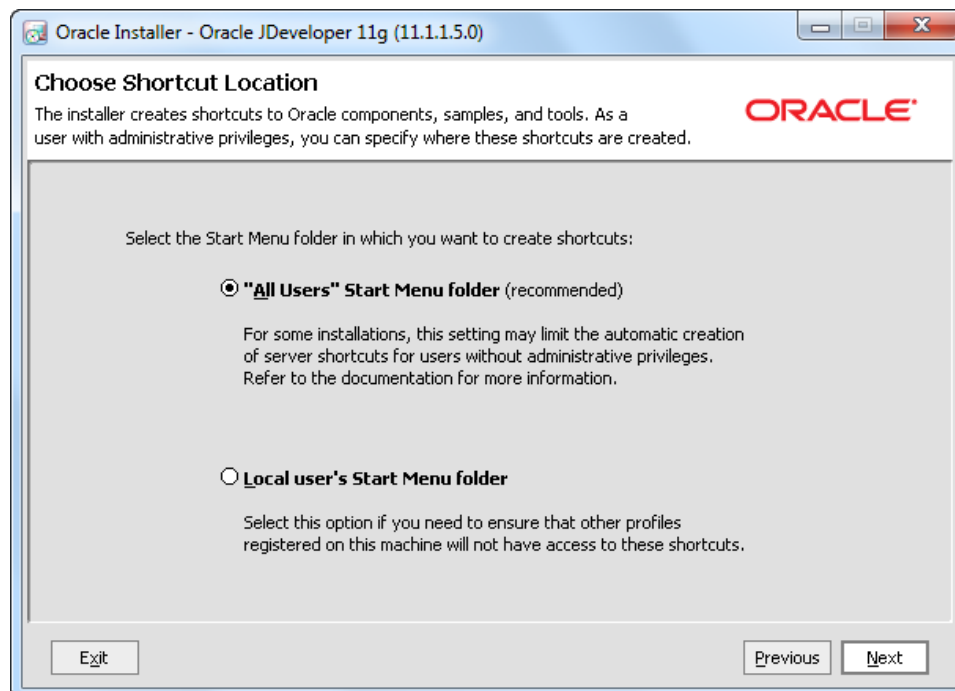 Oracle Installer - Oracle JDeveloper 11g (11.1.1.5.0)
Choose Shortcut Location
The installer creates shortcuts to Oracle components, samples, and tools. As a
user with administrative privileges, you can specify where these shortcuts are created.
ORACLE
Select the Start Menu folder in which you want to create shortcuts:
"All Users" Start Menu folder (recommended)
For some installations, this setting may limit the automatic creation
of server shortcuts for users without administrative privileges.
Refer to the documentation for more information.
Local user's Start Menu folder
Select this option if you need to ensure that other profiles
registered on this machine will not have access to these shortcuts.
Exit
Previous
Next